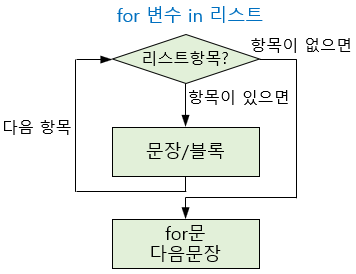 for 변수 in 리스트
리스트항목?
항목이 없으면
항목이 있으면
다음 항목
문장/블록
for문
다음문장